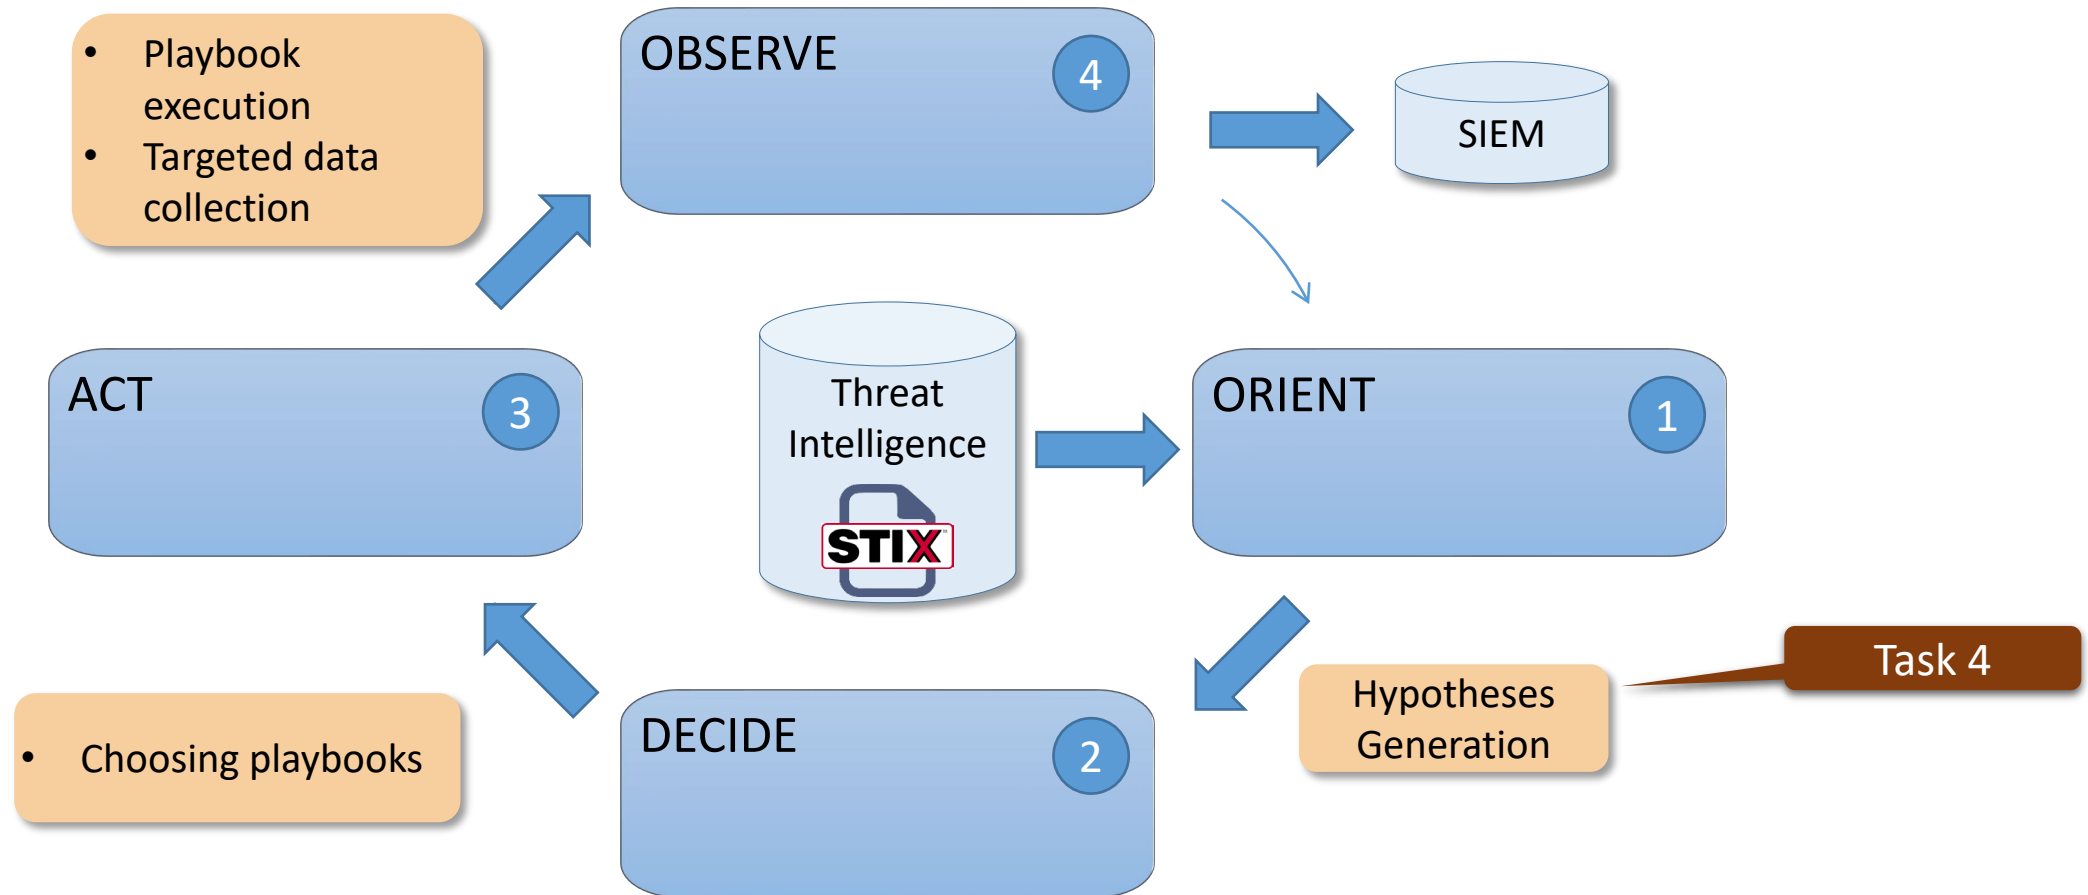 • Playbook
execution
• Targeted data
collection
OBSERVE
4
SIEM
ACT
3
Threat
Intelligence
STIX™
ORIENT
1
• Choosing playbooks
DECIDE
2
Hypotheses
Generation
Task 4